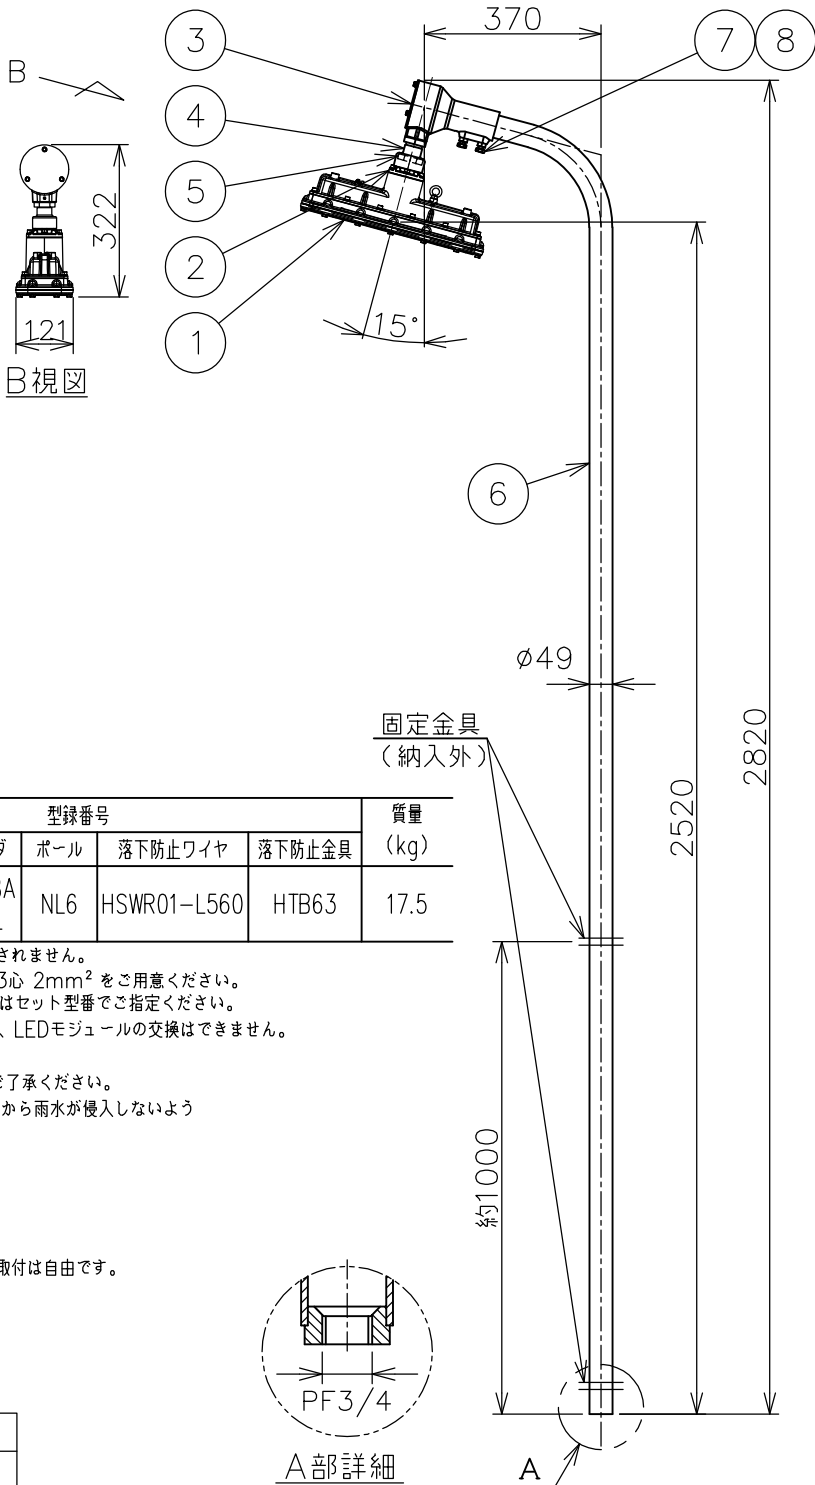 370
3
7
8
B
4
322
5
2
1
15°
121
B視図
6
φ49
固定金具
(納入外)
2820
2520
型録番号
質量
(kg)
ダ
ポール
落下防止ワイヤ
落下防止金具
NL6
HSWR01-L560
HTB63
17.5
されません。
3心 2mm² をご用意ください。
はセット型番でご指定ください。
、LEDモジュールの交換はできません。
ご了承ください。
から雨水が侵入しないよう
約1000
取付は自由です。
PF3/4
A部詳細
A